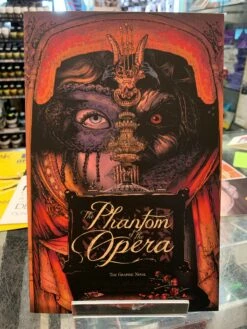 The
Phantom
of the
Opera
The Graphic Novel